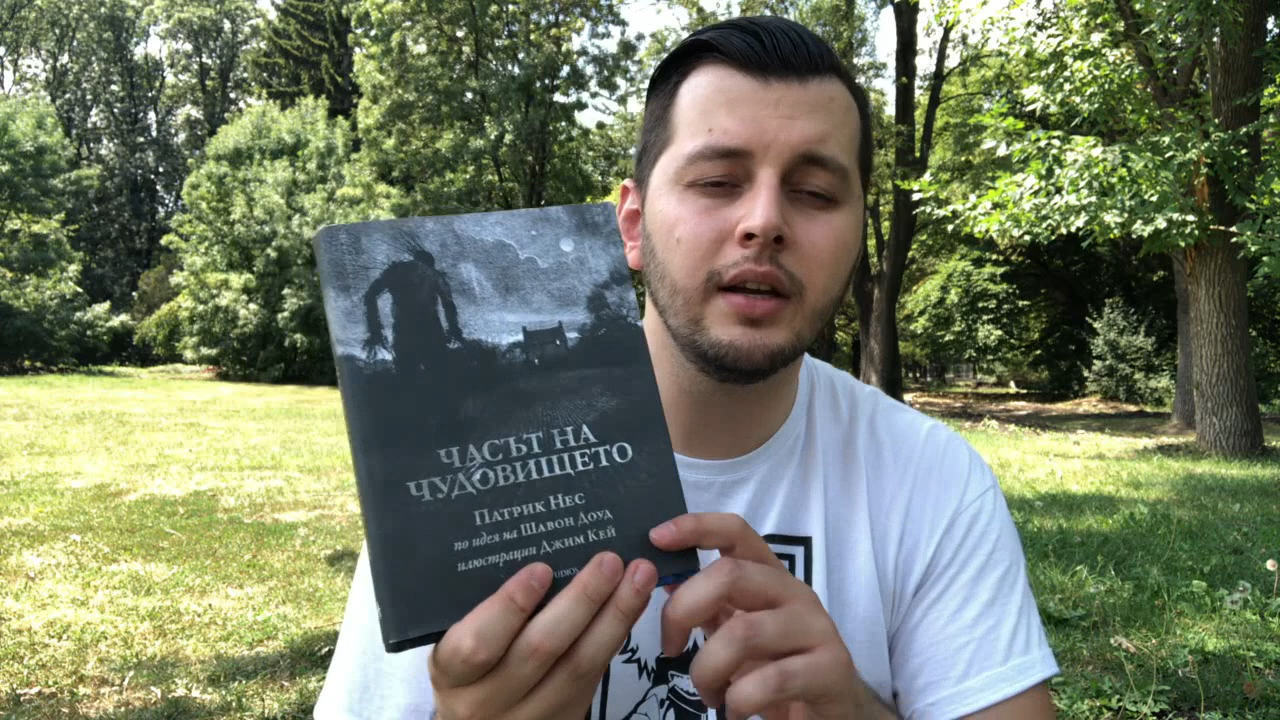 ЧАСЪТ НА
ЧУДОВИЩЕТО
ПАТРИК НЕС
по идея на ШАВОН ДОУД
илюстрации ДЖИМ КЕЙ